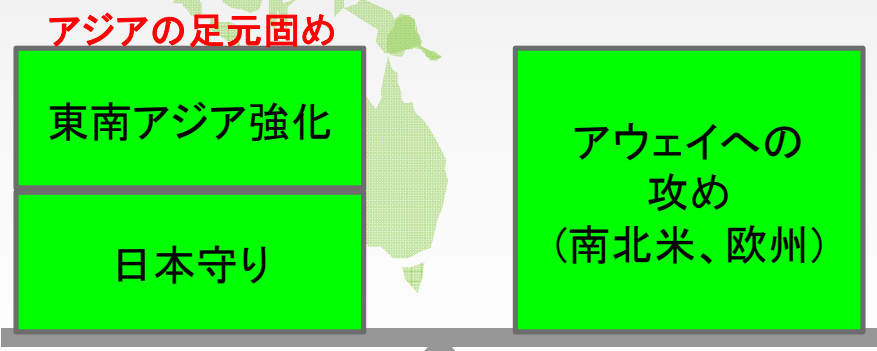 アジアの足元固め
東南アジア強化
日本守り
アウェイへの
攻め
（南北米、欧州）